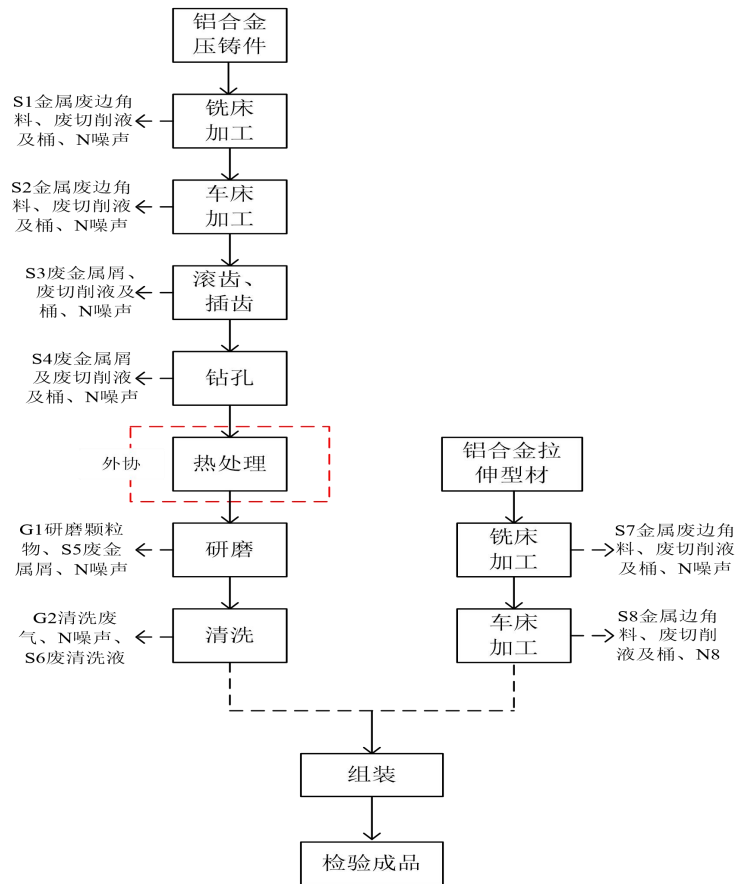 铝合金
压铸件
S1金属废边角
料、废切削液
及桶、N噪声
铣床
加工
S2金属废边角
料、废切削液
及桶、N噪声
车床
加工
S3废金属屑、
废切削液及
桶、N噪声
滚齿、
插齿
S4废金属屑
及废切削液
及桶、N噪声
钻孔
外协
热处理
G1研磨颗粒
物、S5废金
属屑、N噪声
研磨
G2清洗废
气、N噪声、
S6废清洗液
清洗
铝合金拉
伸型材
铣床
加工
S7金属废边角
料、废切削液
及桶、N噪声
车床
加工
S8金属边角
料、废切削
液及桶、N8
组装
检验成品